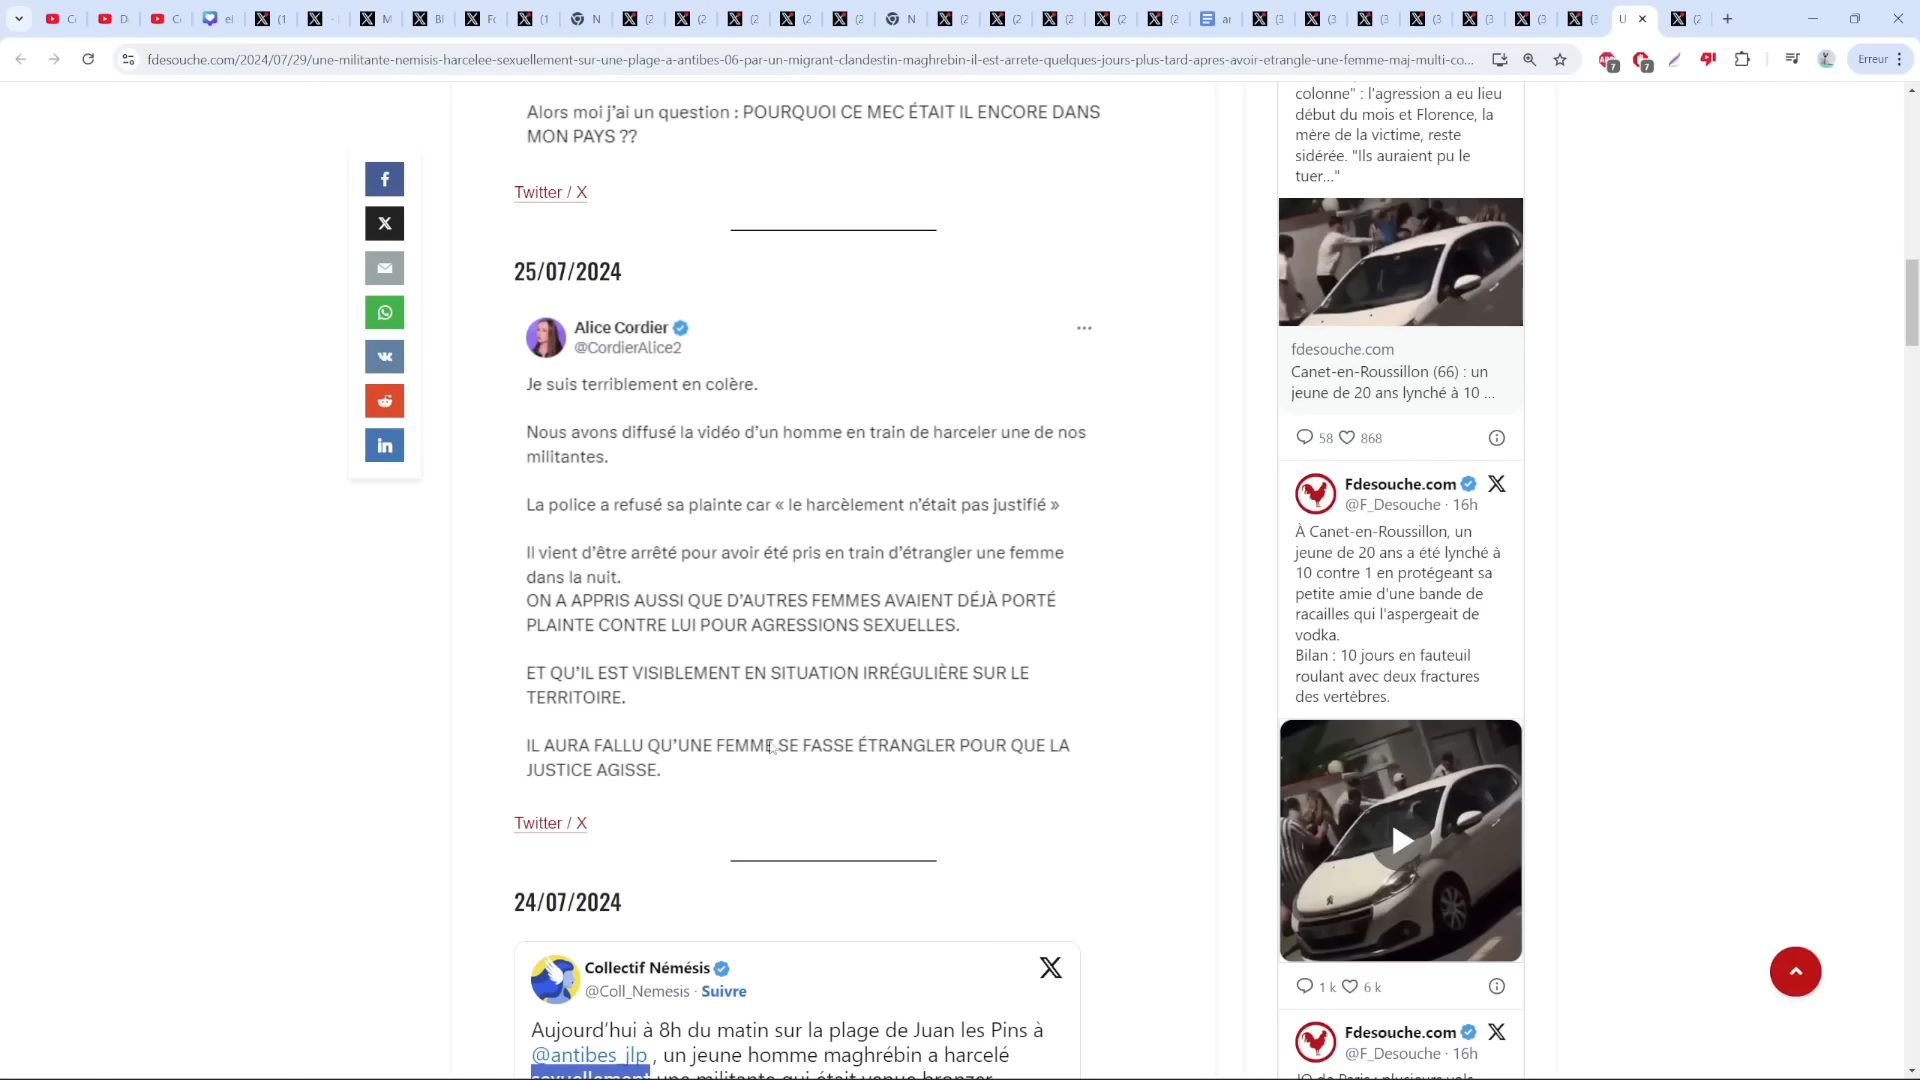 fdesouche.com/2024/07/29/une-militante-nemisis-harcelee-sexuellement-sur-une-plage-a-antibes-06-par-un-migrant-clandestin-maghrebin-il-est-arrete-quelques-jours-plus-tard-apres-avoir-etrangle-une-femme-maj-multi-co...
Erreur
Alors moi j'ai un question : POURQUOI CE MEC ÉTAIT IL ENCORE DANS
MON PAYS ??
Twitter / X
25/07/2024
Alice Cordier
@CordierAlice2
Je suis terriblement en colère.
Nous avons diffusé la vidéo d'un homme en train de harceler une de nos
militantes.
La police a refusé sa plainte car « le harcèlement n'était pas justifié »
Il vient d'être arrêté pour avoir été pris en train d'étrangler une femme
dans la nuit.
ON A APPRIS AUSSI QUE D'AUTRES FEMMES AVAIENT DÉJÀ PORTÉ
PLAINTE CONTRE LUI POUR AGRESSIONS SEXUELLES.
ET QU'IL EST VISIBLEMENT EN SITUATION IRRÉGULIÈRE SUR LE
TERRITOIRE.
IL AURA FALLU QU'UNE FEMME SE FASSE ÉTRANGLER POUR QUE LA
JUSTICE AGISSE.
Twitter / X
24/07/2024
Collectif Némésis
@Coll_Nemesis · Suivre
Aujourd'hui à 8h du matin sur la plage de Juan les Pins à
@antibes_jlp , un jeune homme maghrébin a harcelé
sexuellement une militante qui était venue bronzer
colonne" : l'agression a eu lieu
début du mois et Florence, la
mère de la victime, reste
sidérée. "Ils auraient pu le
tuer..."
fdesouche.com
Canet-en-Roussillon (66) : un
jeune de 20 ans lynché à 10 ...
58 868
Fdesouche.com
@F_Desouche · 16h
À Canet-en-Roussillon, un
jeune de 20 ans a été lynché à
10 contre 1 en protégeant sa
petite amie d'une bande de
racailles qui l'aspergeait de
vodka.
Bilan : 10 jours en fauteuil
roulant avec deux fractures
des vertèbres.
1 k 6 k
Fdesouche.com
@F_Desouche · 16h
JO de Paris : plusieurs vols